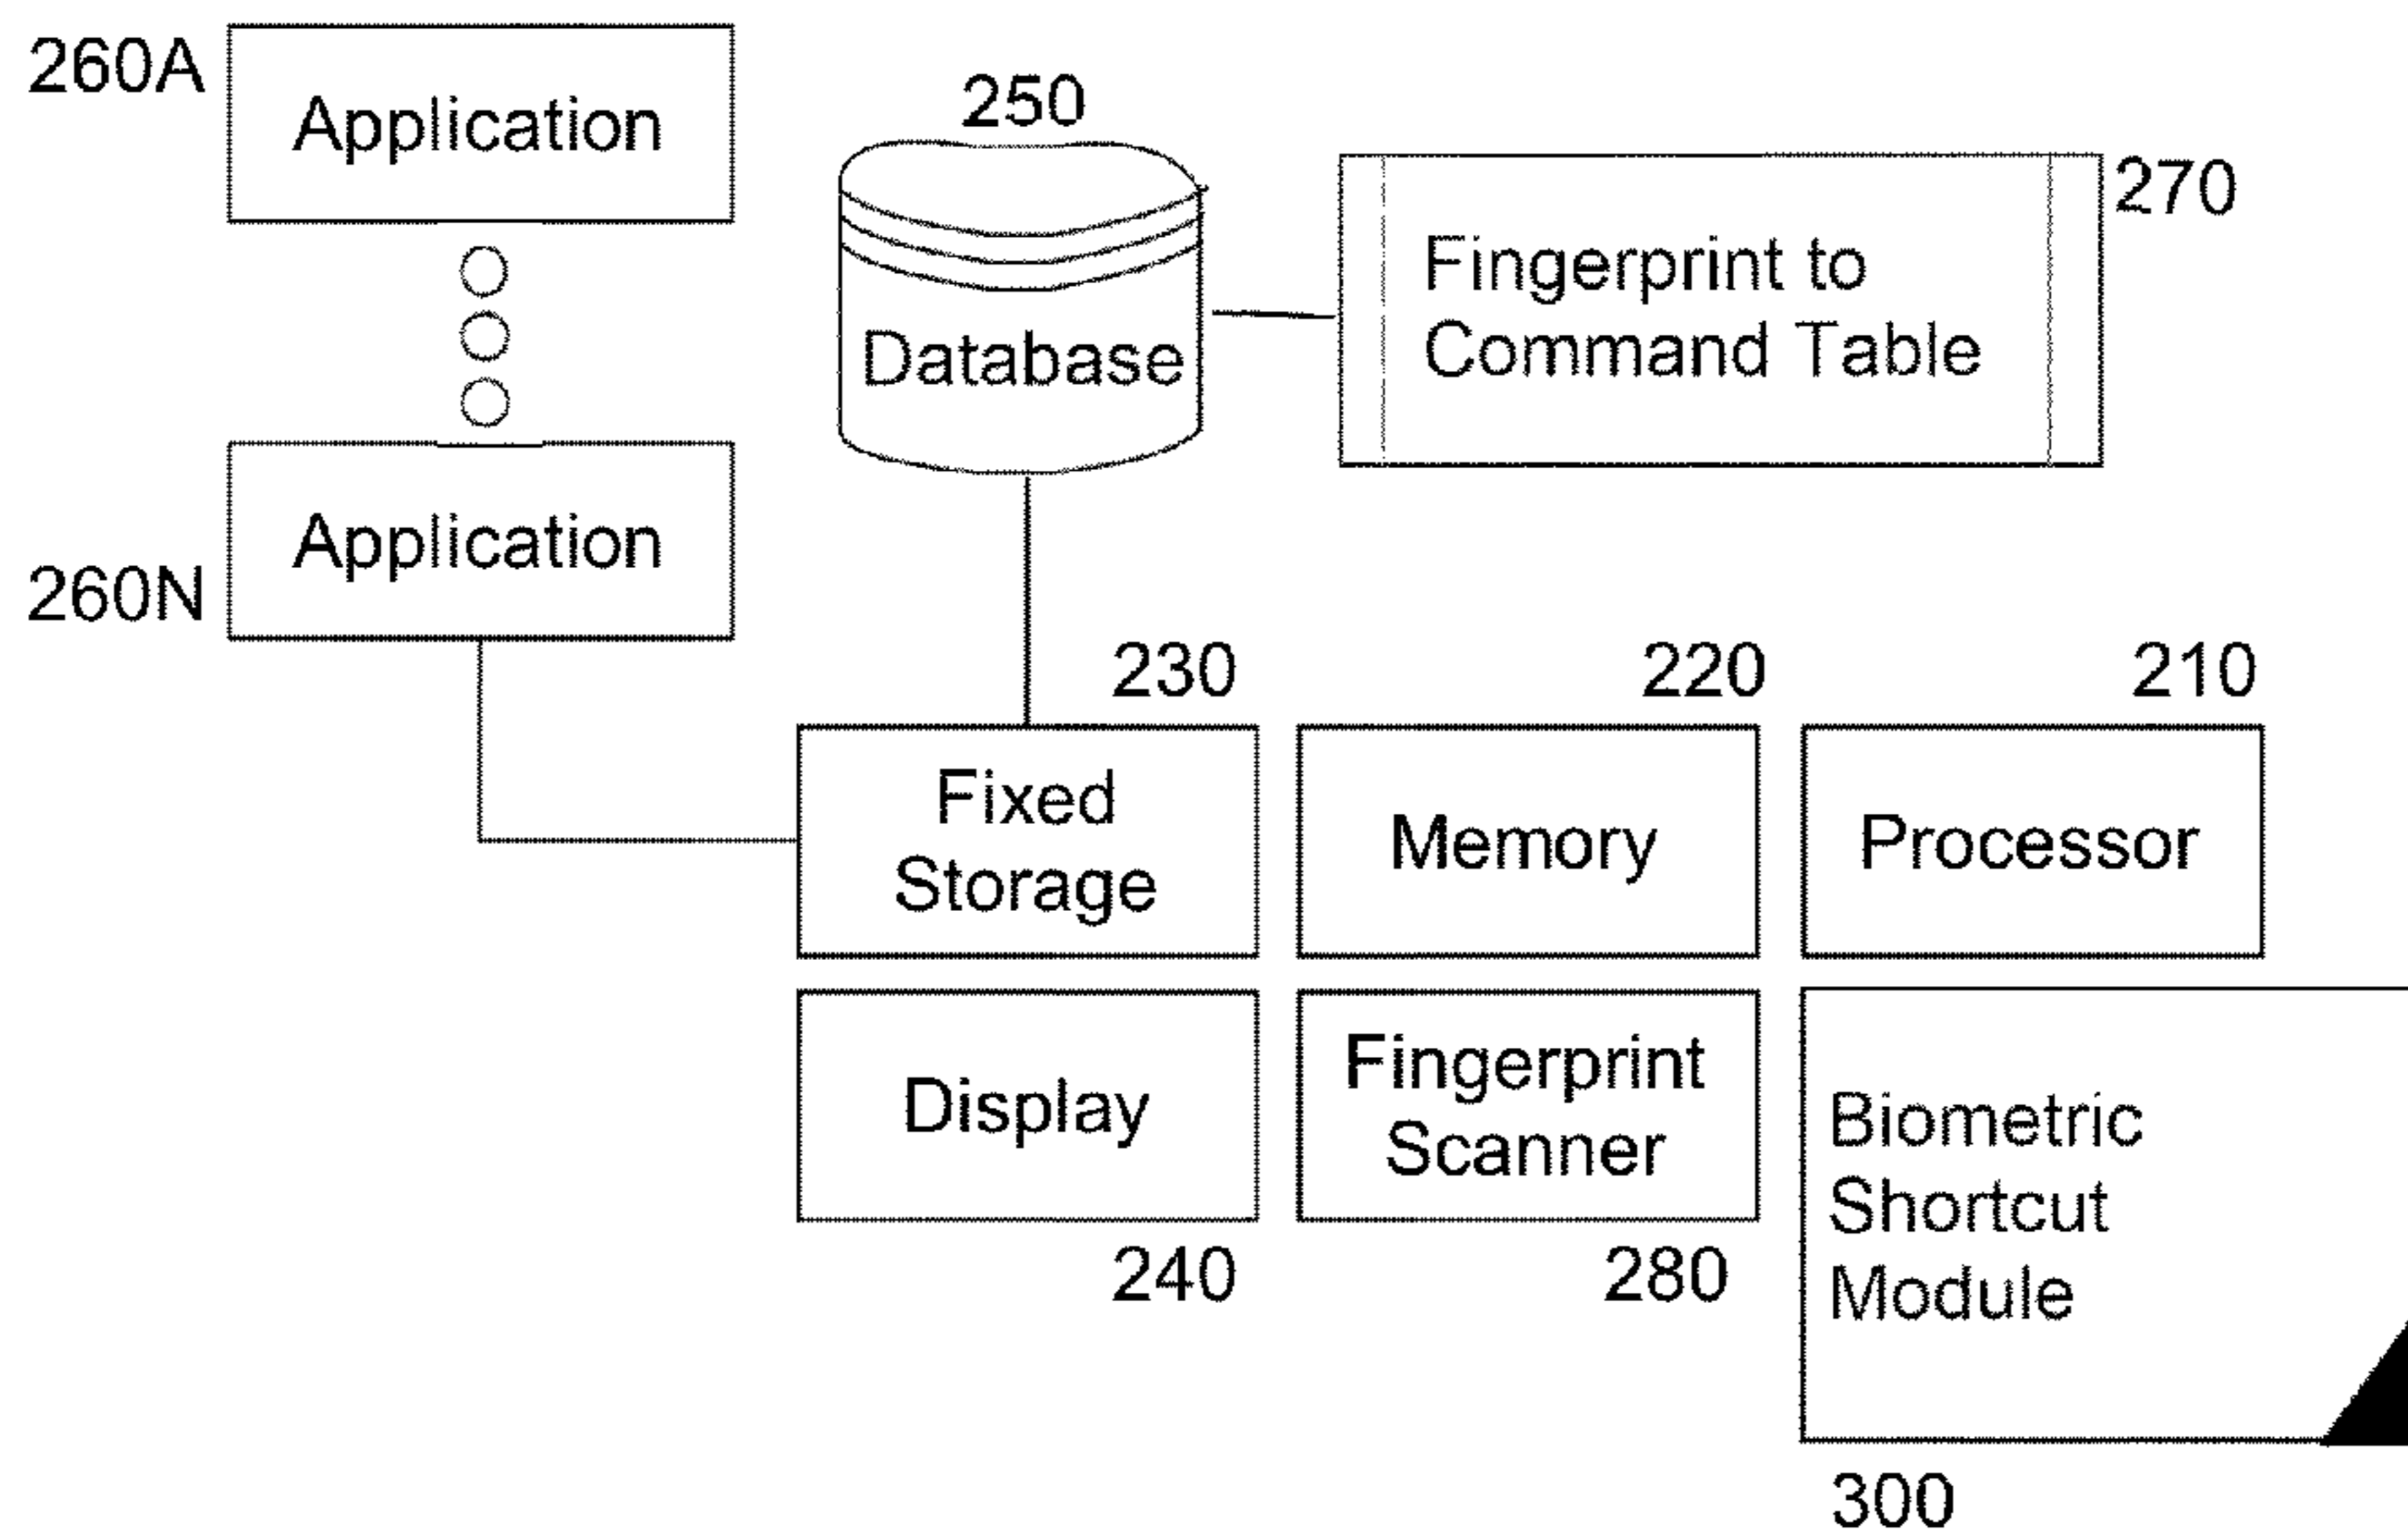 260A
Application
250
Database
Fingerprint to
Command Table
270
Application
260N
230
220
210
Fixed
Storage
Memory
Processor
Display
Fingerprint
Scanner
Biometric
Shortcut
Module
240
280
300